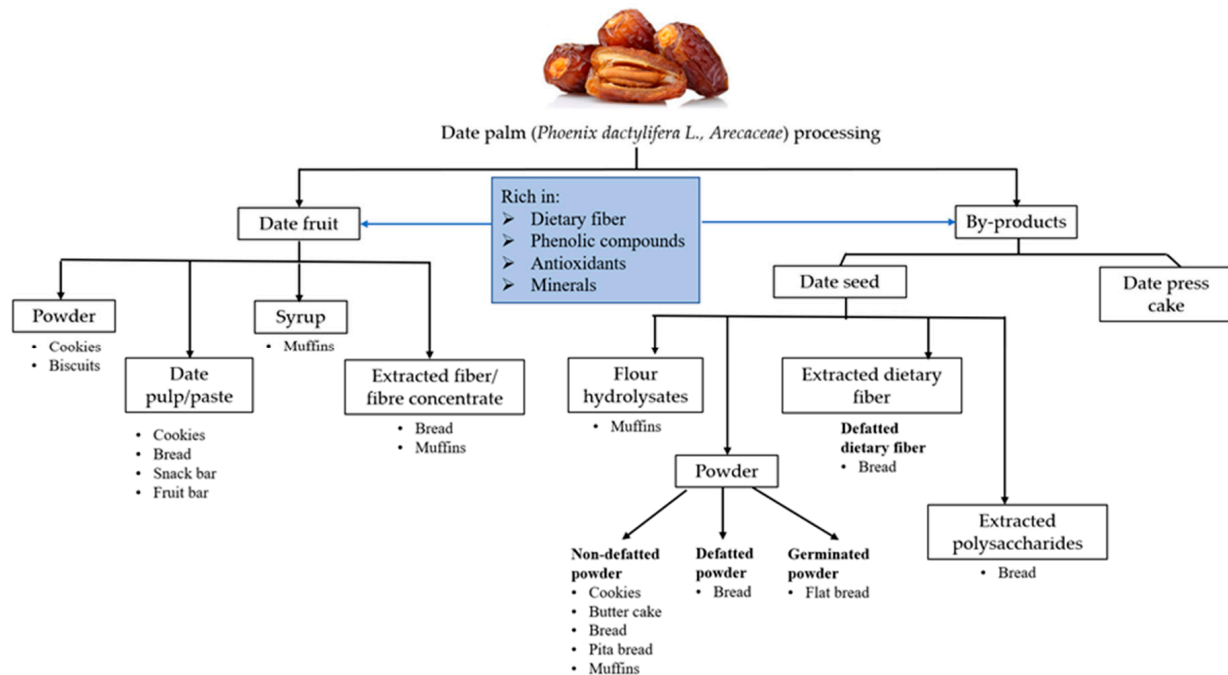 Date palm (Phoenix dactylifera L., Arecaceae) processing
Rich in:
➢ Dietary fiber
➢ Phenolic compounds
➢ Antioxidants
➢ Minerals
Date fruit
By-products
Powder
• Cookies
• Biscuits
Date
pulp/paste
• Cookies
• Bread
• Snack bar
• Fruit bar
Syrup
• Muffins
Extracted fiber/
fibre concentrate
• Bread
• Muffins
Date seed
Date press
cake
Flour
hydrolysates
• Muffins
Powder
Non-defatted
powder
• Cookies
• Butter cake
• Bread
• Pita bread
• Muffins
Defatted
powder
• Bread
Germinated
powder
• Flat bread
Extracted dietary
fiber
Defatted
dietary fiber
• Bread
Extracted
polysaccharides
• Bread